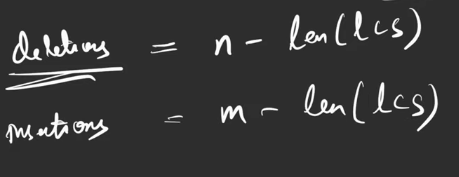 deletions = n - len(lcs)
insertions = m - len(lcs)